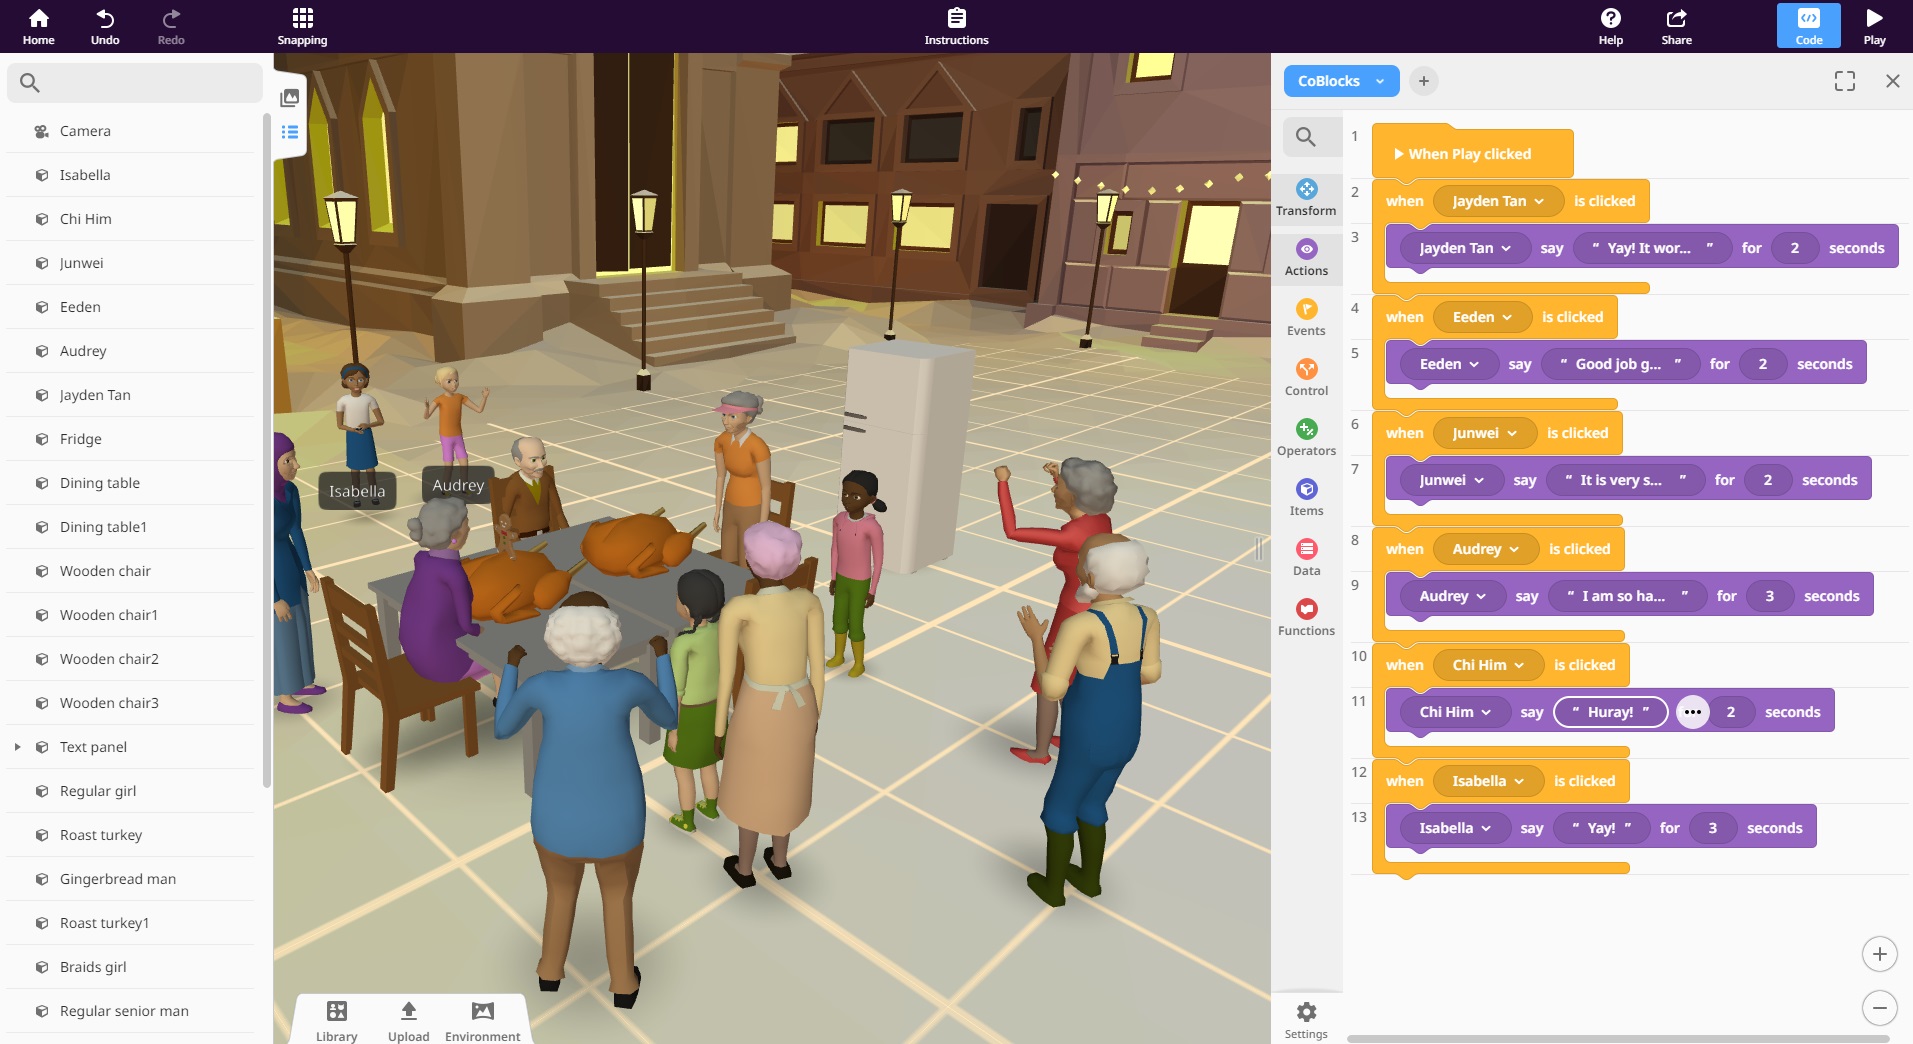 Home
Undo
Redo
Snapping
Instructions
Help
Share
Code
Play
Camera
Isabella
Chi Him
Junwei
Eeden
Audrey
Jayden Tan
Fridge
Dining table
Dining table1
Wooden chair
Wooden chair1
Wooden chair2
Wooden chair3
Text panel
Regular girl
Roast turkey
Gingerbread man
Roast turkey1
Braids girl
Regular senior man
Isabella
Audrey
Library
Upload
Environment
CoBlocks
Transform
Actions
Events
Control
Operators
Items
Data
Functions
Settings
1
When Play clicked
2
when Jayden Tan is clicked
3
Jayden Tan say “ Yay! It wor... ” for 2 seconds
4
when Eeden is clicked
5
Eeden say “ Good job g... ” for 2 seconds
6
when Junwei is clicked
7
Junwei say “ It is very s... ” for 2 seconds
8
when Audrey is clicked
9
Audrey say “ I am so ha... ” for 3 seconds
10
when Chi Him is clicked
11
Chi Him say “ Huray! ” ... 2 seconds
12
when Isabella is clicked
13
Isabella say “ Yay! ” for 3 seconds